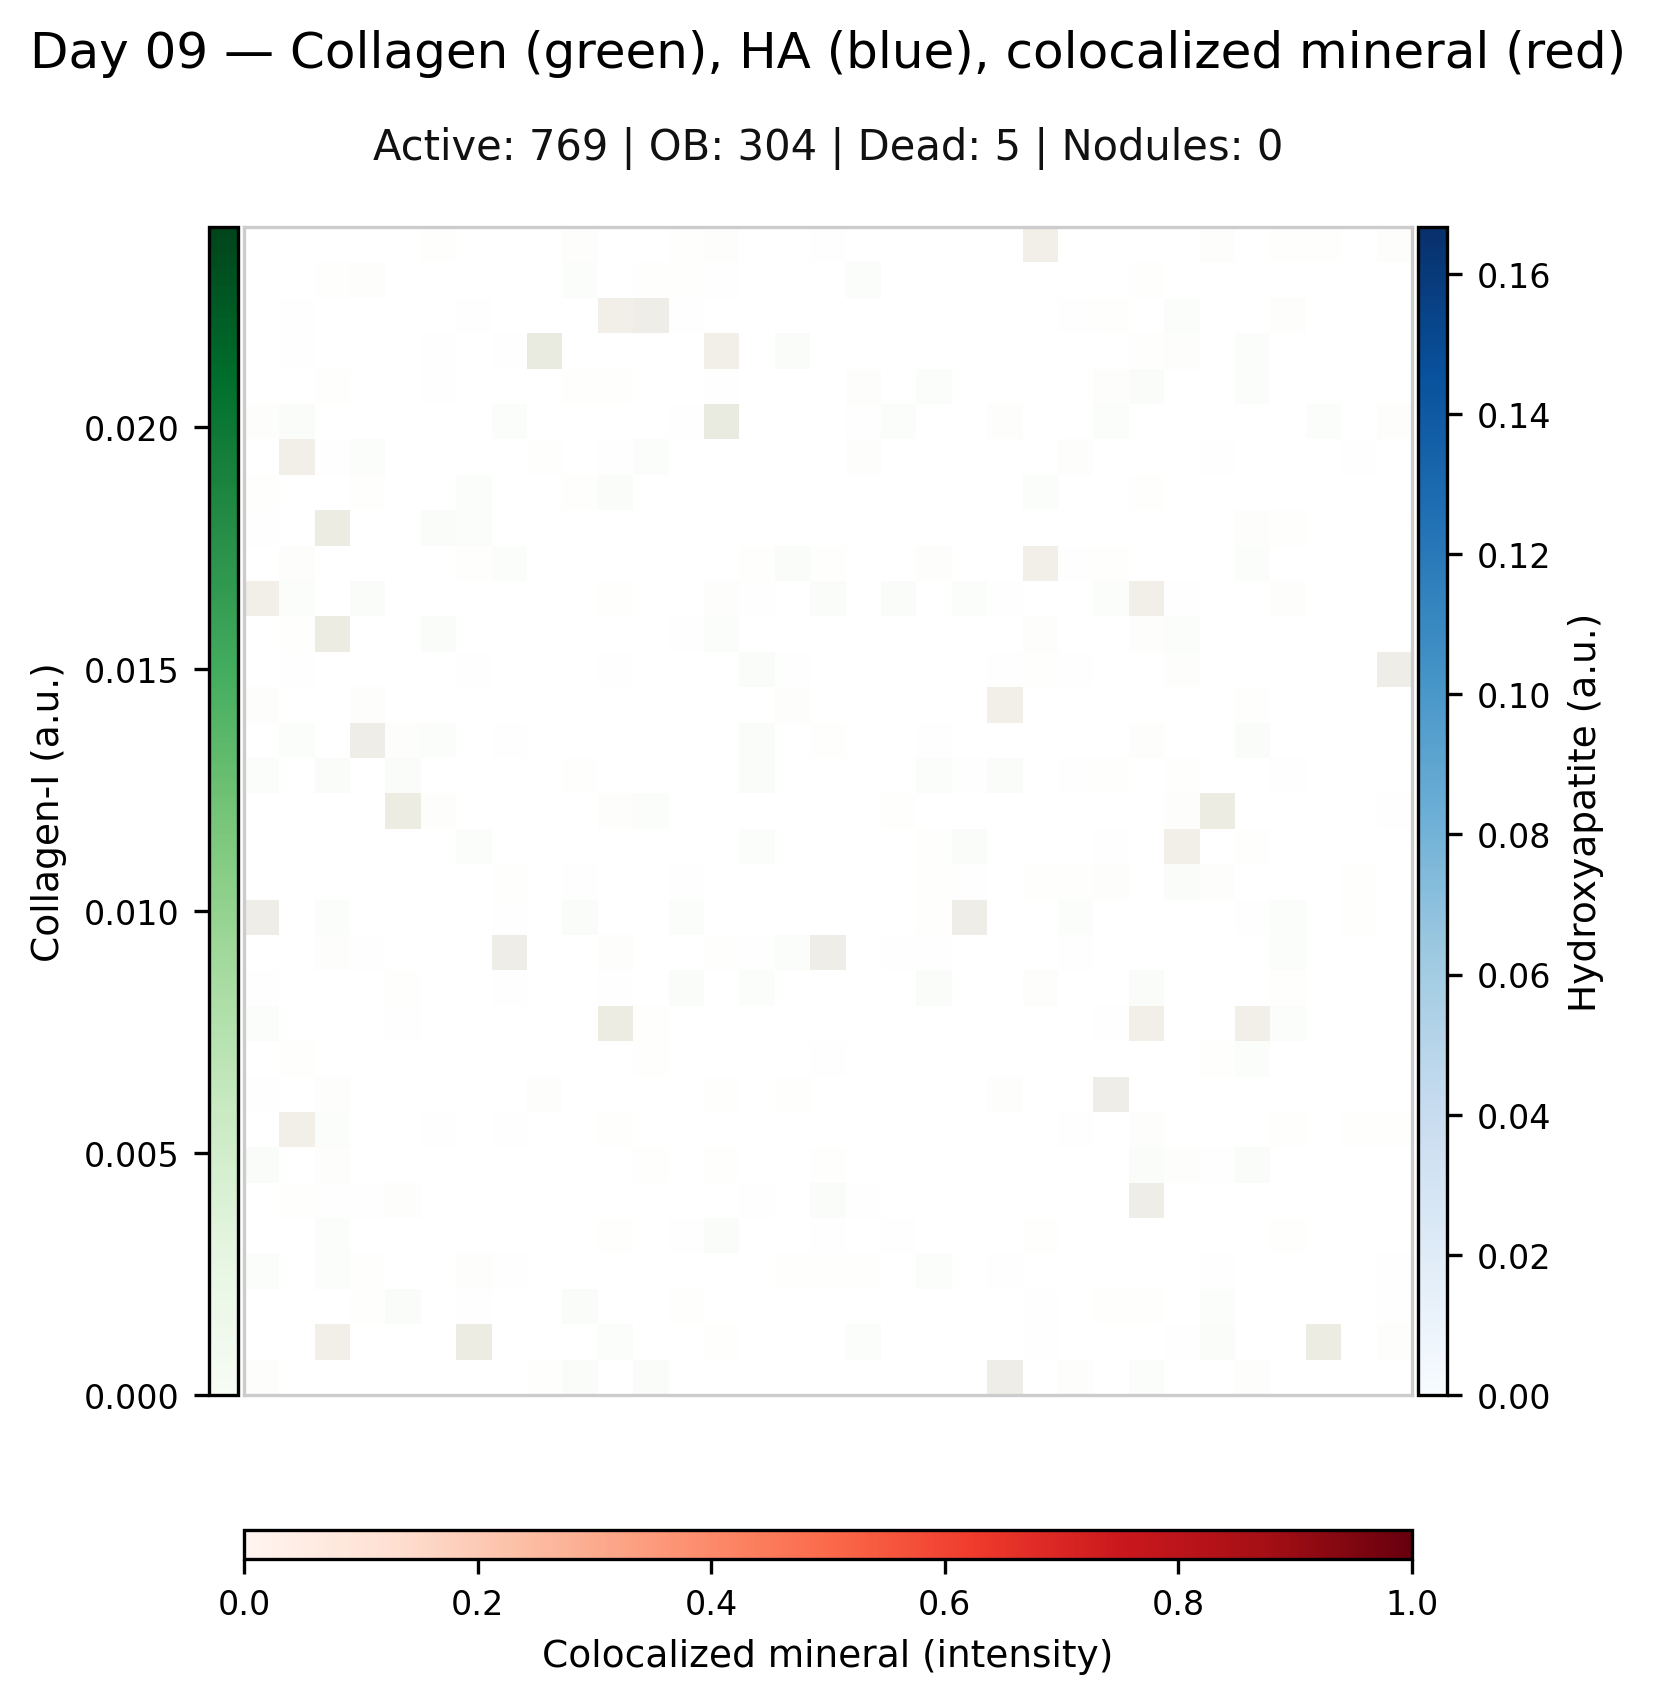 Day 09 — Collagen (green), HA (blue), colocalized mineral (red)
Active: 769 | OB: 304 | Dead: 5 | Nodules: 0
Collagen-I (a.u.)
0.020
0.015
0.010
0.005
0.000
0.16
0.14
0.12
0.10
0.08
0.06
0.04
0.02
0.00
Hydroxyapatite (a.u.)
0.0 0.2 0.4 0.6 0.8 1.0
Colocalized mineral (intensity)